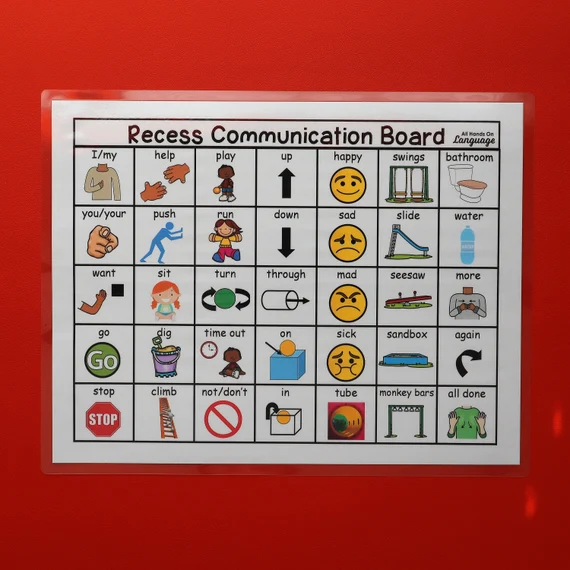 Recess Communication Board
All Hands On
Language
I/my help play up happy swings bathroom
you/your push run down sad slide water
want sit turn through mad seesaw more
go dig time out on sick sandbox again
Go
stop climb not/don't in tube monkey bars all done
STOP